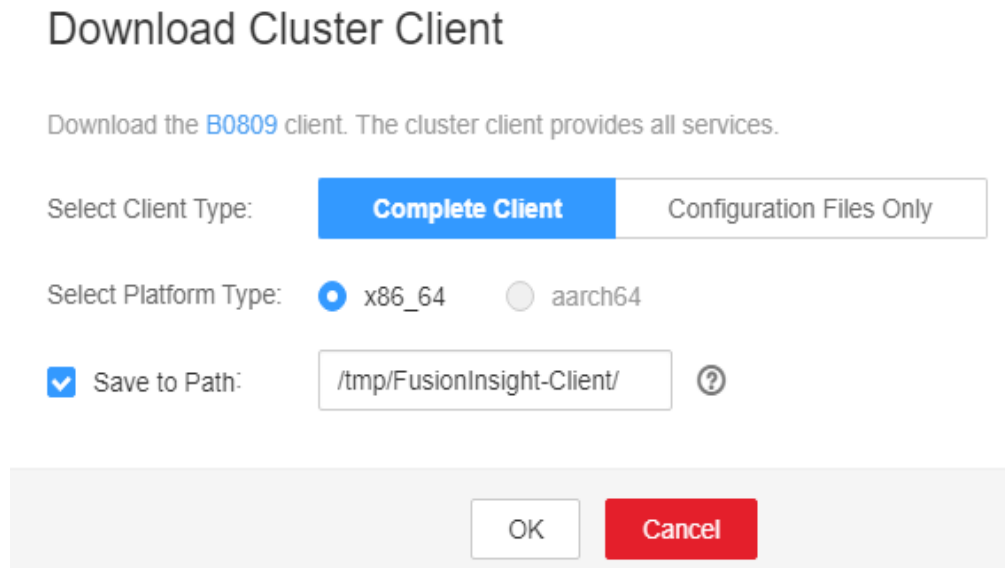 Download Cluster Client
Download the B0809 client. The cluster client provides all services.
Select Client Type: Complete Client Configuration Files Only
Select Platform Type: x86_64 aarch64
Save to Path: /tmp/FusionInsight-Client/ ?
OK Cancel